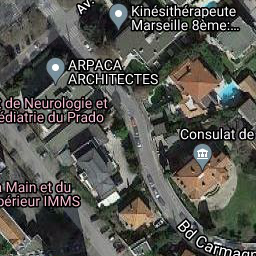 Av.
Kinésithérapeute
Marseille 8ème:...
ARPACA
ARCHITECTES
t de Neurologie et
édiatrie du Prado
Consulat de
a Main et du
périeur IMMS
Bd Carmagn